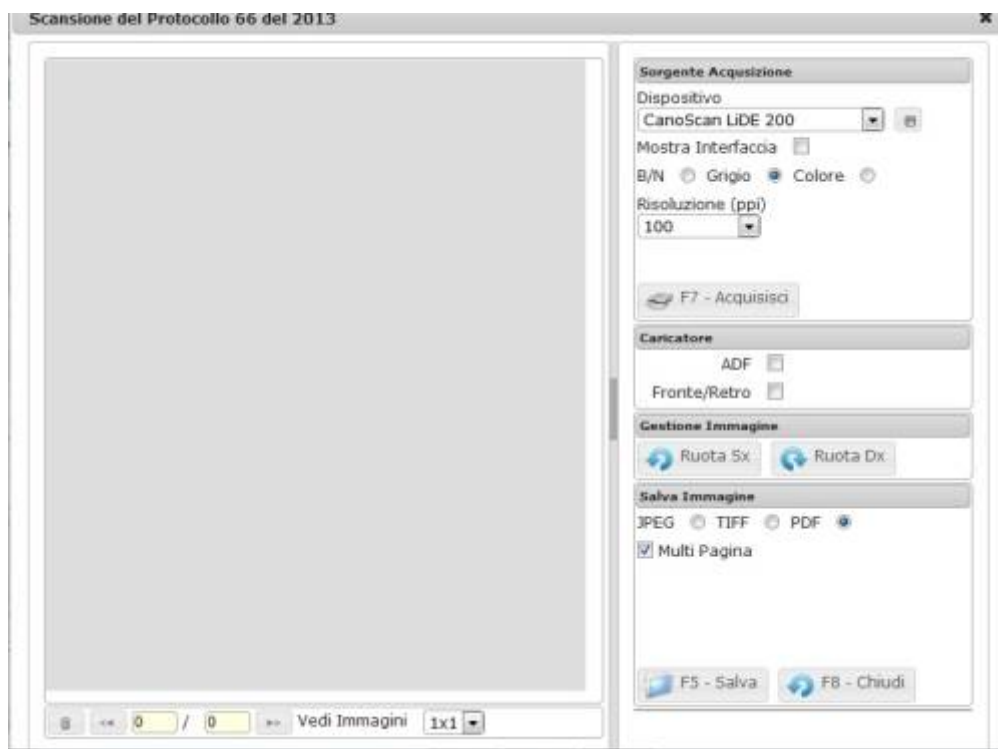 Scansione del Protocollo 66 del 2013
Sorgente Acqusizione
Dispositivo
CanoScan LiDE 200
Mostra Interfaccia
B/N Grigio Colore
Risoluzione (ppi)
100
F7 - Acquisisci
Caricatore
ADF
Fronte/Retro
Gestione Immagine
Ruota Sx Ruota Dx
Salva Immagine
JPEG TIFF PDF
Multi Pagina
F5 - Salva F8 - Chiudi
0 / 0 Vedi Immagini 1x1